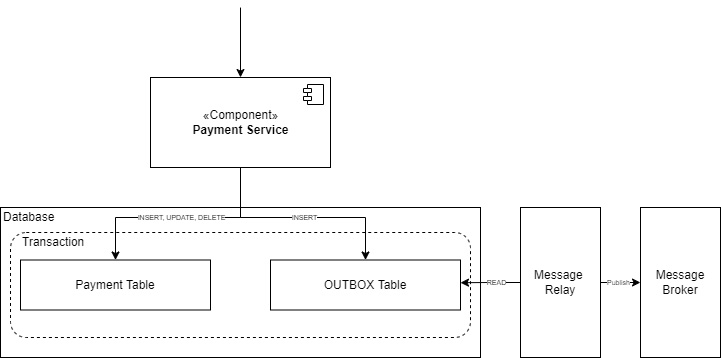 «Component»
Payment Service
Database
INSERT, UPDATE, DELETE
INSERT
Transaction
Payment Table
OUTBOX Table
READ
Message
Relay
Publish
Message
Broker